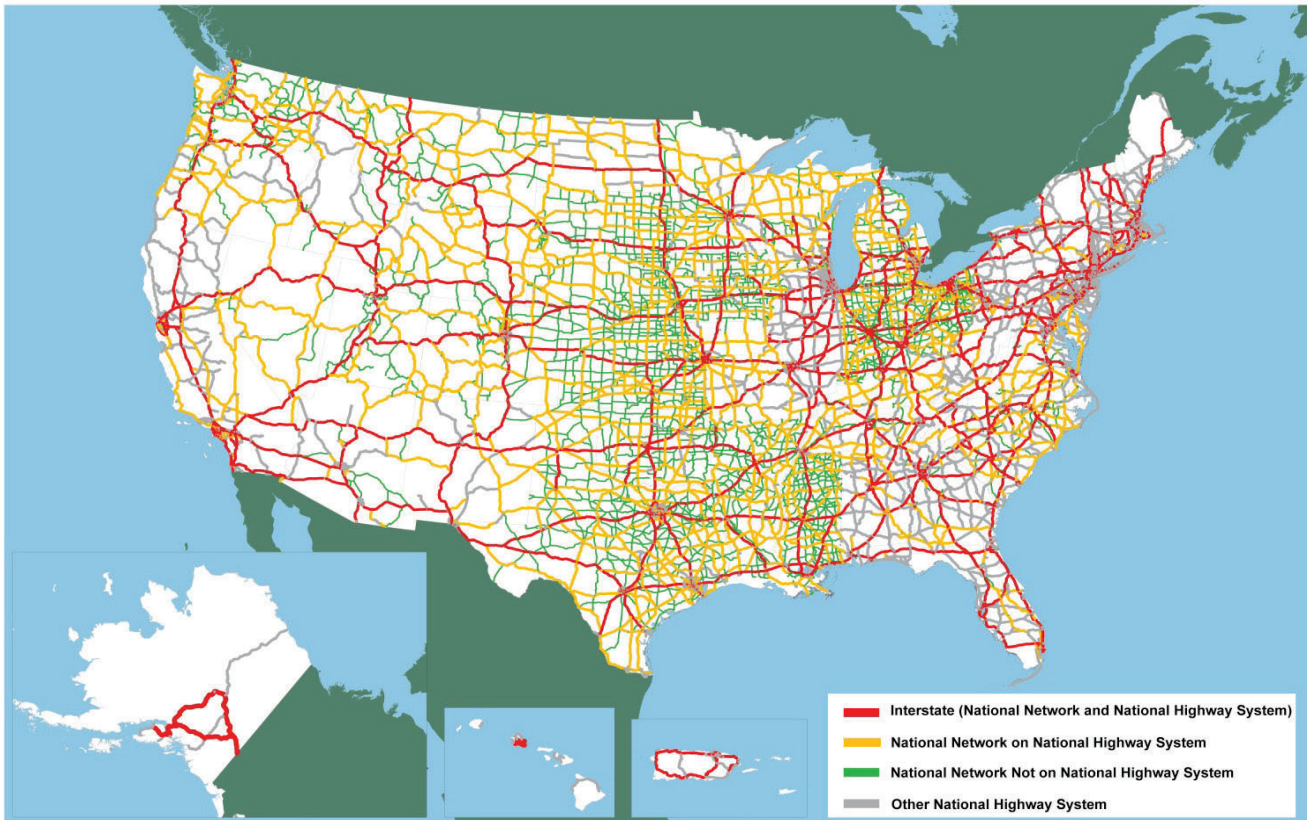 Interstate (National Network and National Highway System)
National Network on National Highway System
National Network Not on National Highway System
Other National Highway System